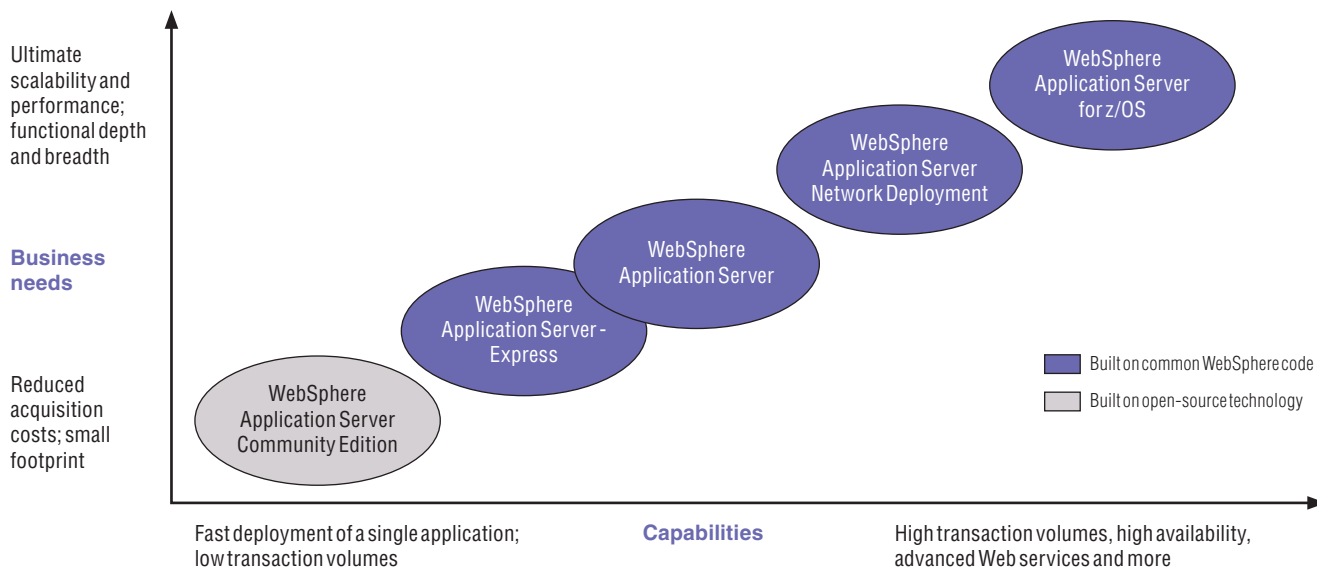 Ultimate
scalability and
performance;
functional depth
and breadth
Business
needs
Reduced
acquisition
costs; small
footprint
WebSphere
Application Server
for z/OS
WebSphere
Application Server
Network Deployment
WebSphere
Application Server
WebSphere
Application Server -
Express
WebSphere
Application Server
Community Edition
Built on common WebSphere code
Built on open-source technology
Fast deployment of a single application;
low transaction volumes
Capabilities
High transaction volumes, high availability,
advanced Web services and more